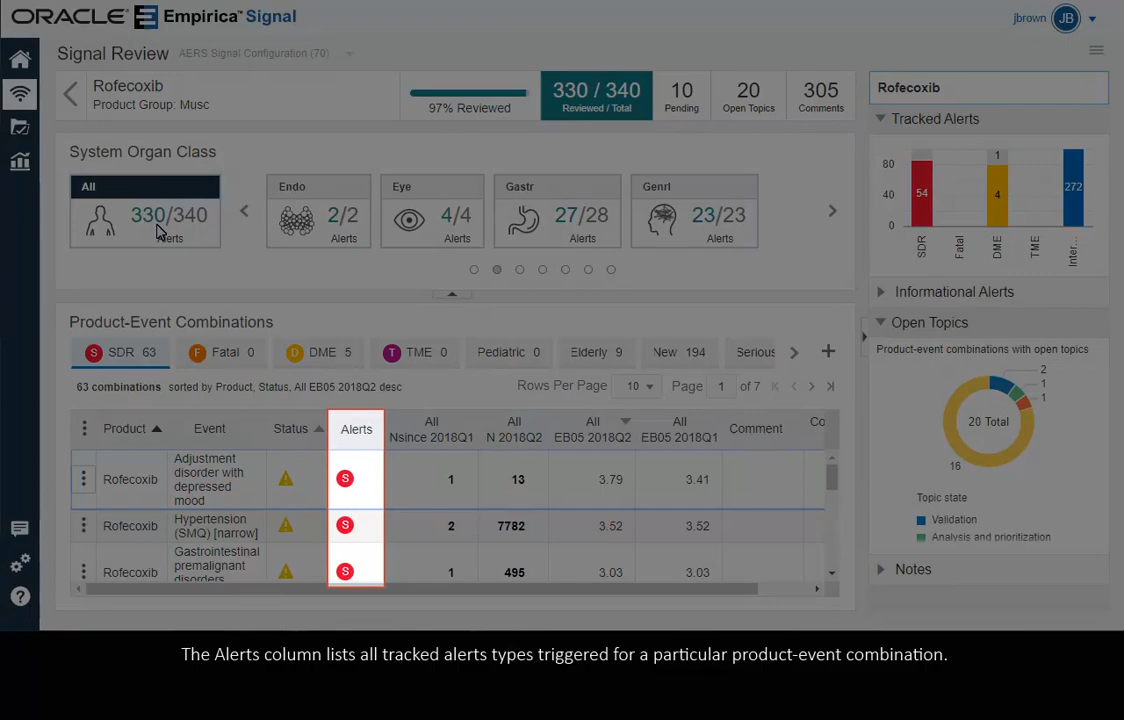 ORACLE Empirica™ Signal
jbrown JB
Signal Review AERS Signal Configuration (70)
Rofecoxib
Product Group: Musc
97% Reviewed
330 / 340
Reviewed / Total
10
Pending
20
Open Topics
305
Comments
System Organ Class
All
330/340
Alerts
Endo
2/2
Alerts
Eye
4/4
Alerts
Gastr
27/28
Alerts
Genrl
23/23
Alerts
Product-Event Combinations
S SDR 63
F Fatal 0
D DME 5
T TME 0
Pediatric 0
Elderly 9
New 194
Serious
63 combinations sorted by Product, Status, All EB05 2018Q2 desc
Rows Per Page 10 Page 1 of 7
Product Event Status Alerts
All
Nsince 2018Q1
All
N 2018Q2
All
EB05 2018Q2
All
EB05 2018Q1
Comment
Co
Rofecoxib
Adjustment
disorder with
depressed
mood
S 1 13 3.79 3.41
Rofecoxib
Hypertension
(SMQ) [narrow]
S 2 7782 3.52 3.52
Rofecoxib
Gastrointestinal
premalignant
disorders
S 1 495 3.03 3.03
Rofecoxib
Tracked Alerts
80
40
0
54
1
4
272
SDR
Fatal
DME
TME
Inter...
Informational Alerts
Open Topics
Product-event combinations with open topics
2
1
1
20 Total
16
Topic state
Validation
Analysis and prioritization
Notes
The Alerts column lists all tracked alerts types triggered for a particular product-event combination.